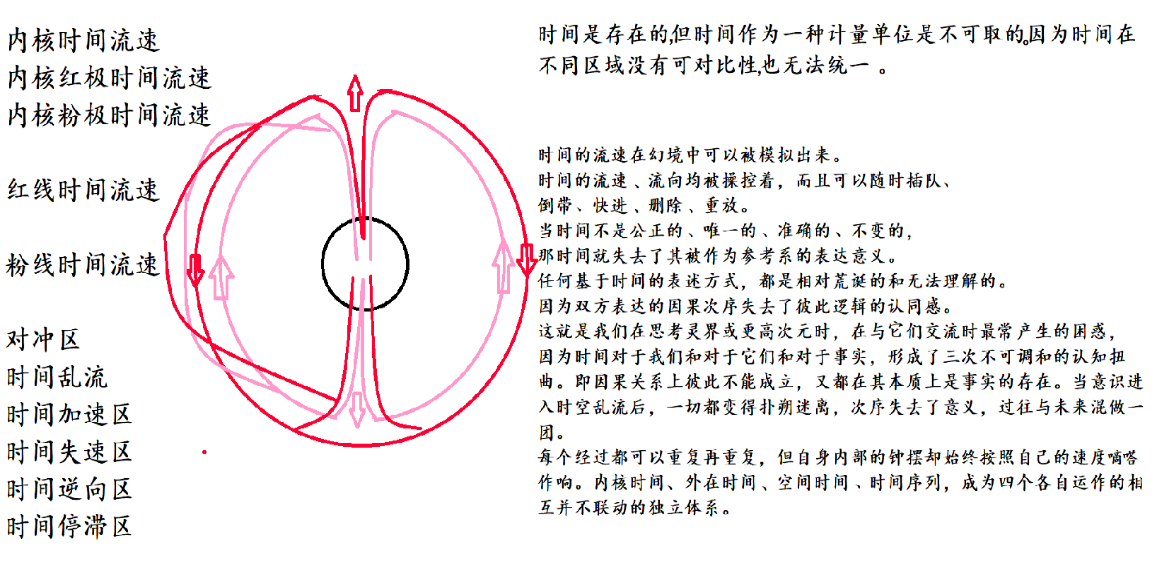 内核时间流速
内核红极时间流速
内核粉极时间流速
红线时间流速
粉线时间流速
对冲区
时间乱流
时间加速区
时间失速区
时间逆向区
时间停滞区
时间是存在的,但时间作为一种计量单位是不可取的。因为时间在
不同区域没有可对比性,也无法统一 。
时间的流速在幻境中可以被模拟出来。
时间的流速、流向均被操控着，而且可以随时插队、
倒带、快进、删除、重放。
当时间不是公正的、唯一的、准确的、不变的，
那时间就失去了其被作为参考系的表达意义。
任何基于时间的表述方式，都是相对荒诞的和无法理解的。
因为双方表达的因果次序失去了彼此逻辑的认同感。
这就是我们在思考灵界或更高次元时，在与它们交流时最常产生的困惑，
因为时间对于我们和对于它们和对于事实，形成了三次不可调和的认知扭
曲。即因果关系上彼此不能成立，又都在其本质上是事实的存在。当意识进
入时空乱流后，一切都变得扑朔迷离，次序失去了意义，过往与未来混做一
团。
每个经过都可以重复再重复，但自身内部的钟摆却始终按照自己的速度嘀嗒
作响。内核时间、外在时间、空间时间、时间序列，成为四个各自运作的相
互并不联动的独立体系。